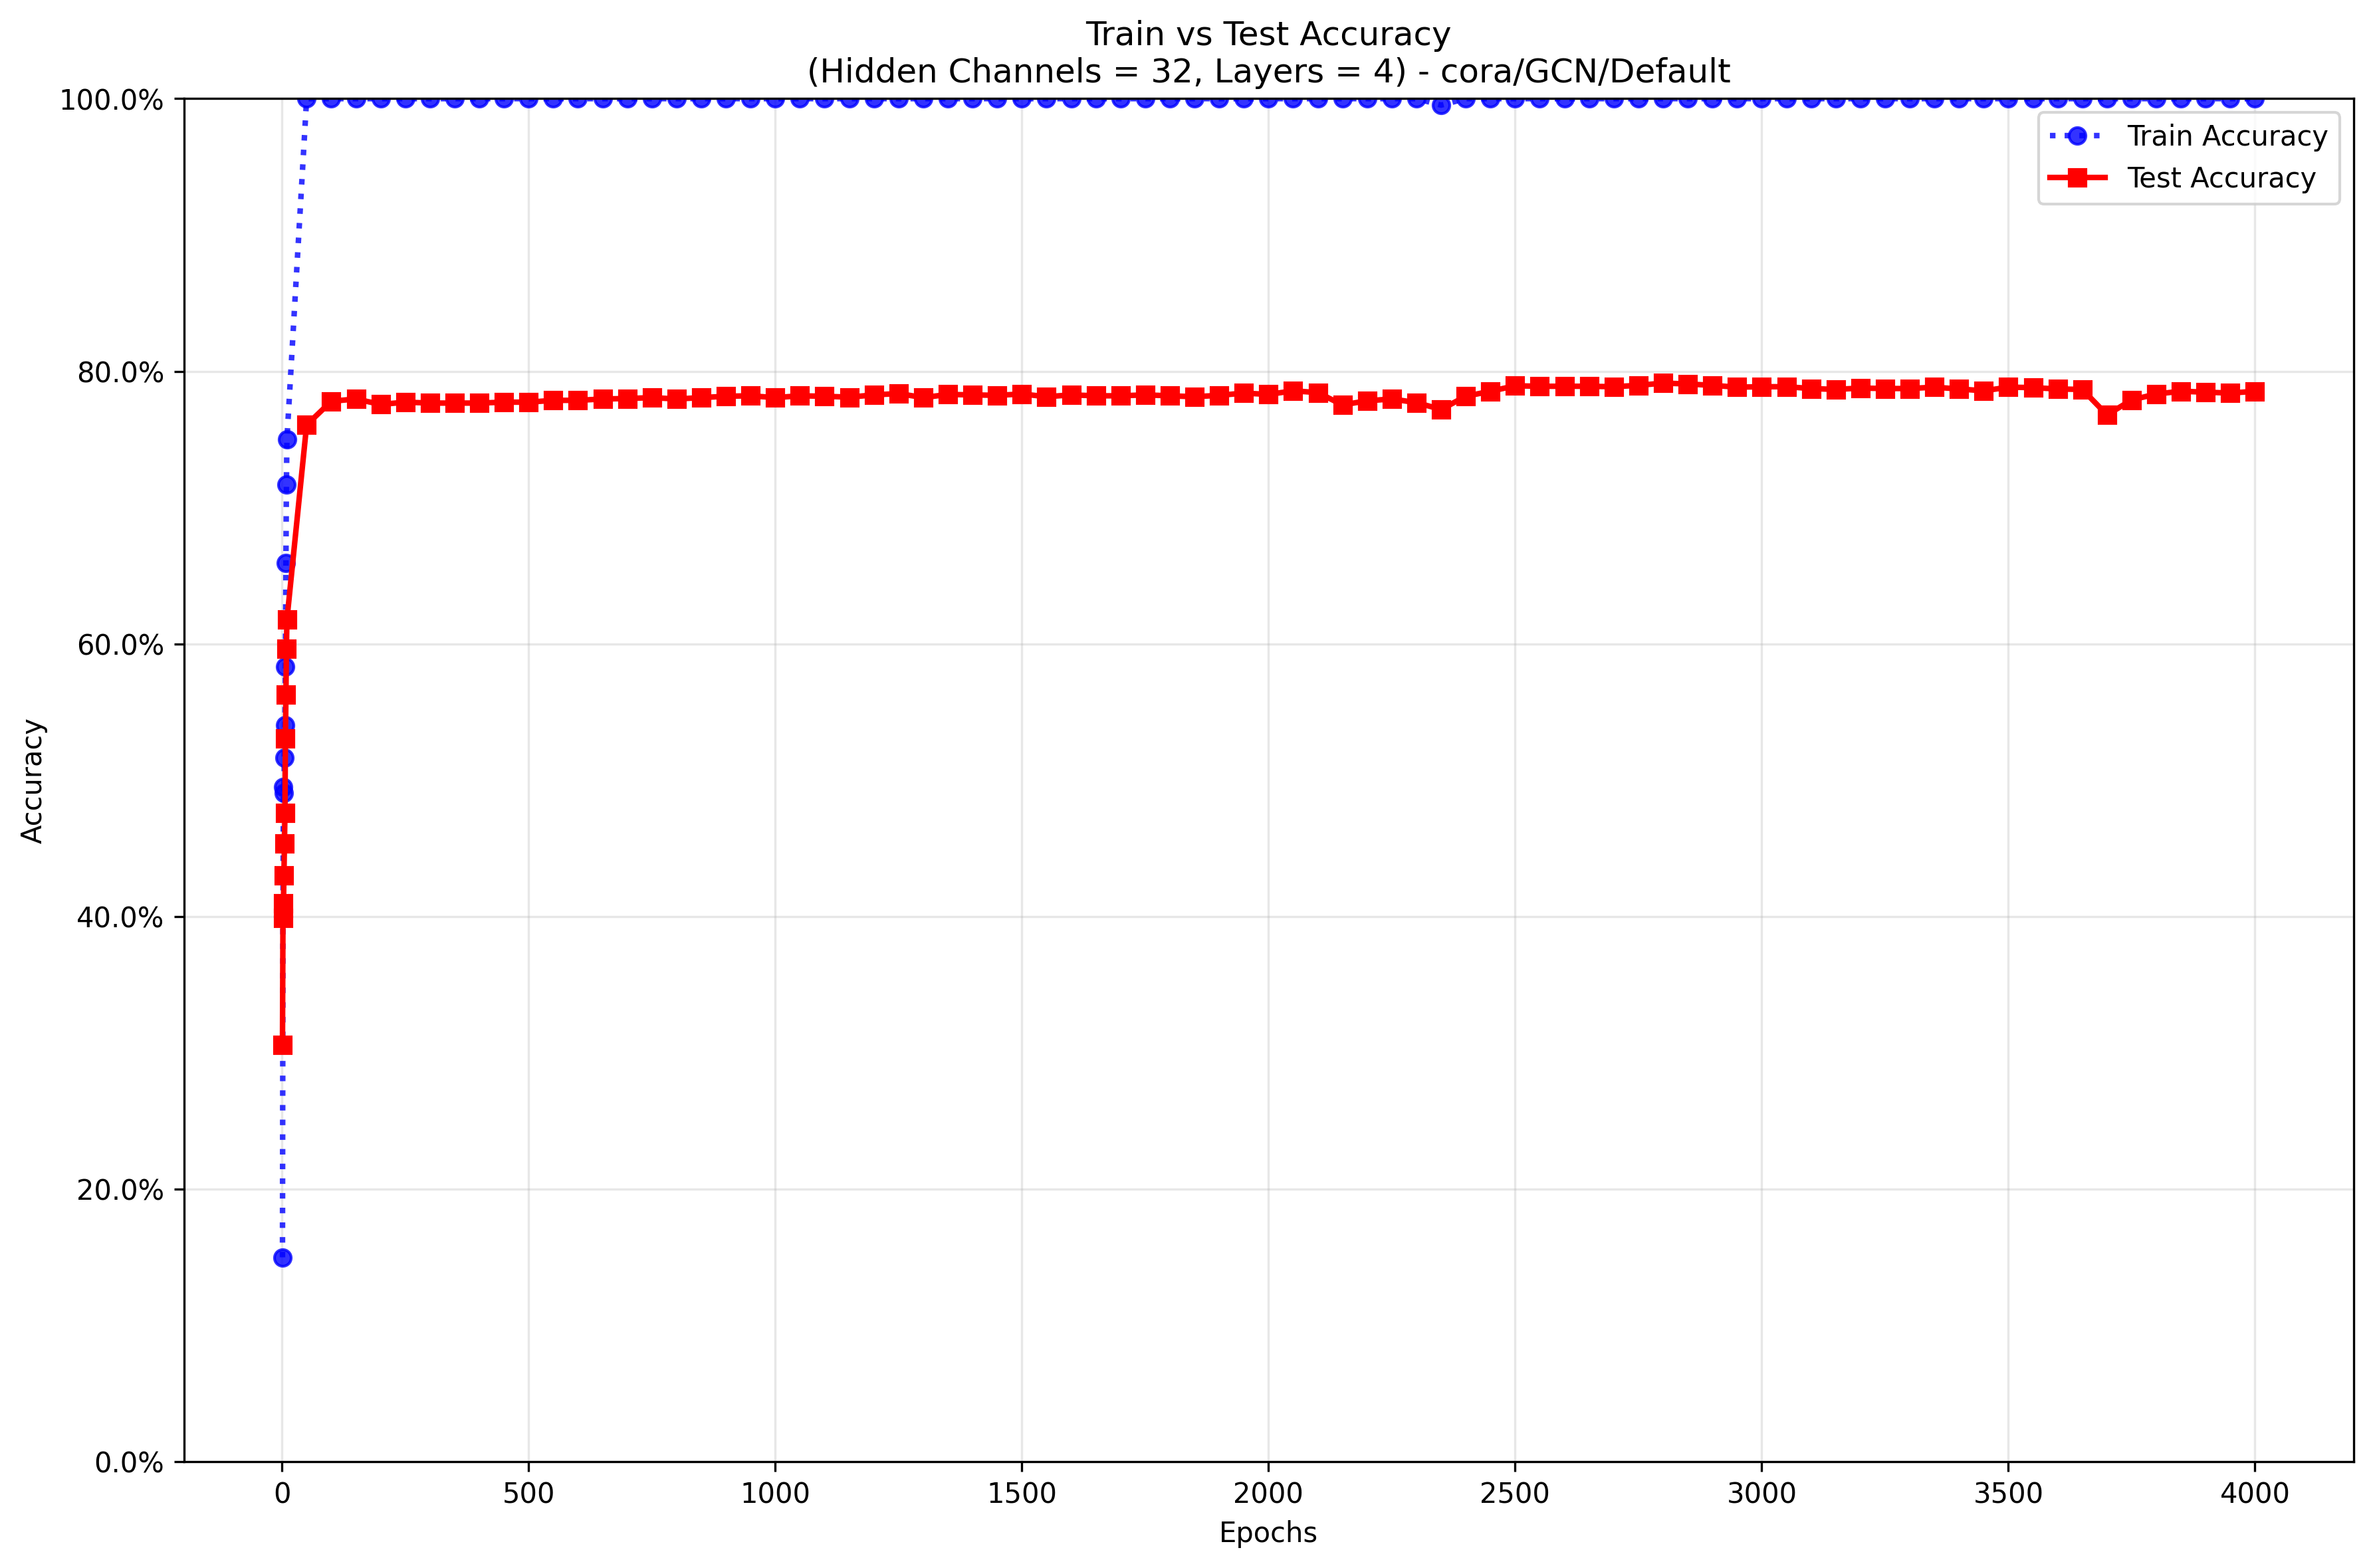 Train vs Test Accuracy
(Hidden Channels = 32, Layers = 4) - cora/GCN/Default
100.0%
80.0%
60.0%
40.0%
20.0%
0.0%
Accuracy
Train Accuracy
Test Accuracy
0 500 1000 1500 2000 2500 3000 3500 4000
Epochs